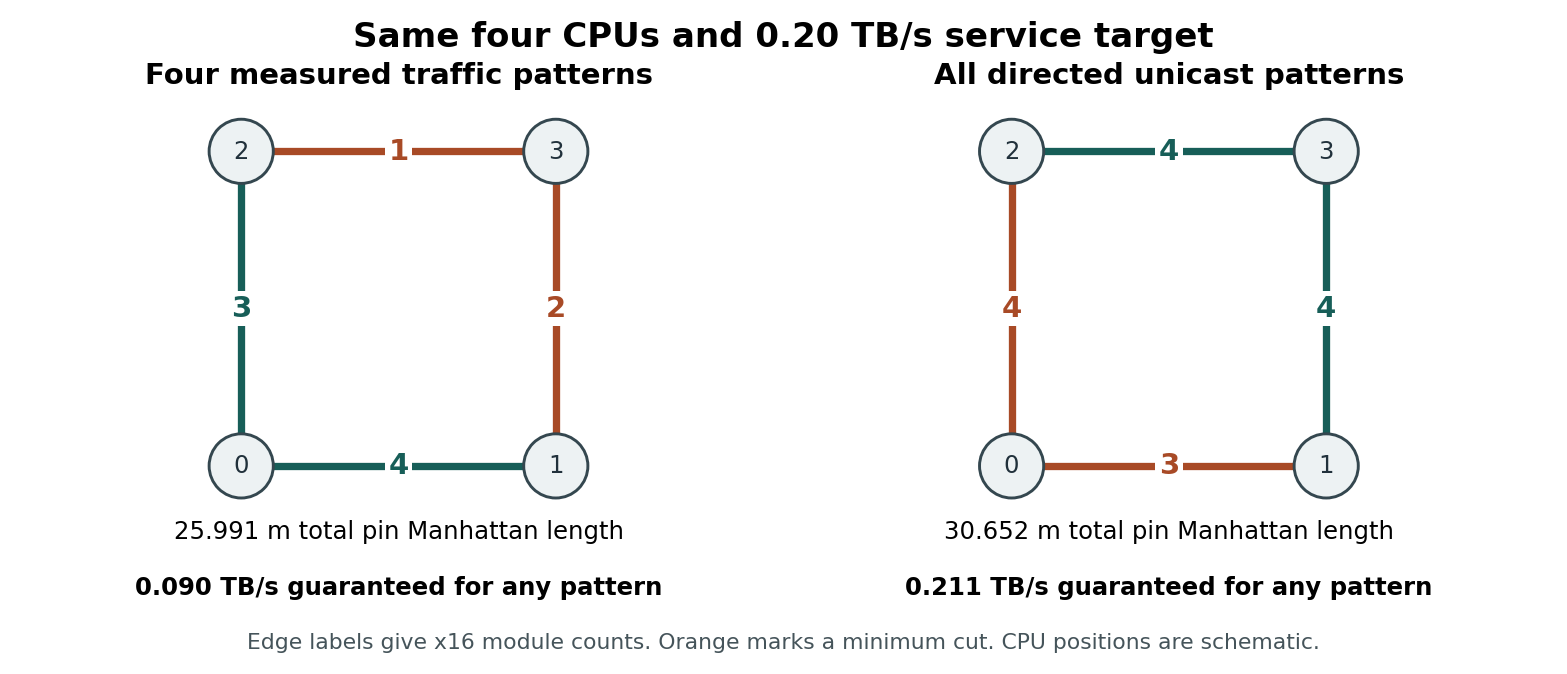 Same four CPUs and 0.20 TB/s service target
Four measured traffic patterns
2
1
3
3
2
0
4
1
25.991 m total pin Manhattan length
0.090 TB/s guaranteed for any pattern
All directed unicast patterns
2
4
3
4
4
0
3
1
30.652 m total pin Manhattan length
0.211 TB/s guaranteed for any pattern
Edge labels give x16 module counts. Orange marks a minimum cut. CPU positions are schematic.